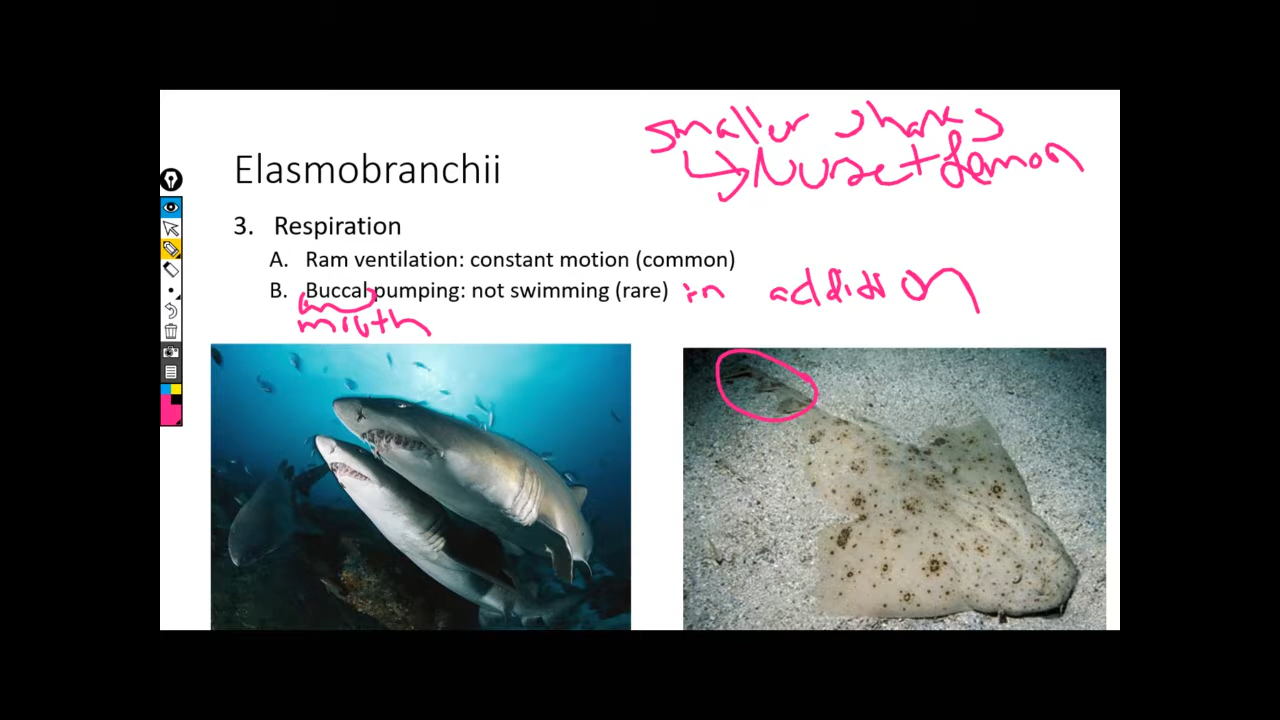 smaller sharks
Nurse + Lemon
Elasmobranchii
3. Respiration
A. Ram ventilation: constant motion (common)
B. Buccal pumping: not swimming (rare) in addition
mouth